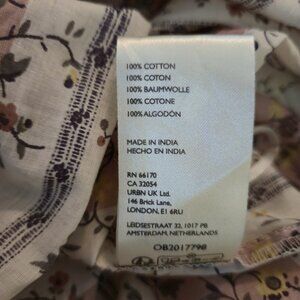 100% COTTON
100% COTON
100% BAUMWOLLE
100% COTONE
100% ALGODÓN
MADE IN INDIA
HECHO EN INDIA
RN 66170
CA 32054
URBN UK Ltd.
146 Brick Lane,
LONDON, E1 6RU
LEIDSESTRAAT 32, 1017 PB
AMSTERDAM, NETHERLANDS
OB2017798